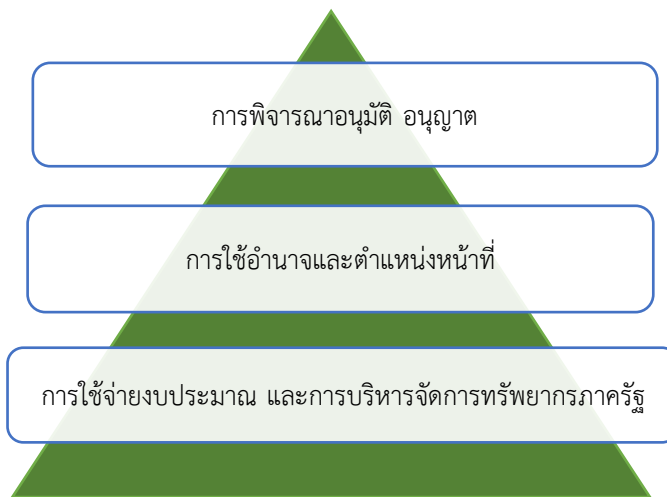 การพิจารณาอนุมัติ อนุญาต
การใช้อำนาจและตำแหน่งหน้าที่
การใช้จ่ายงบประมาณ และการบริหารจัดการทรัพยากรภาครัฐ